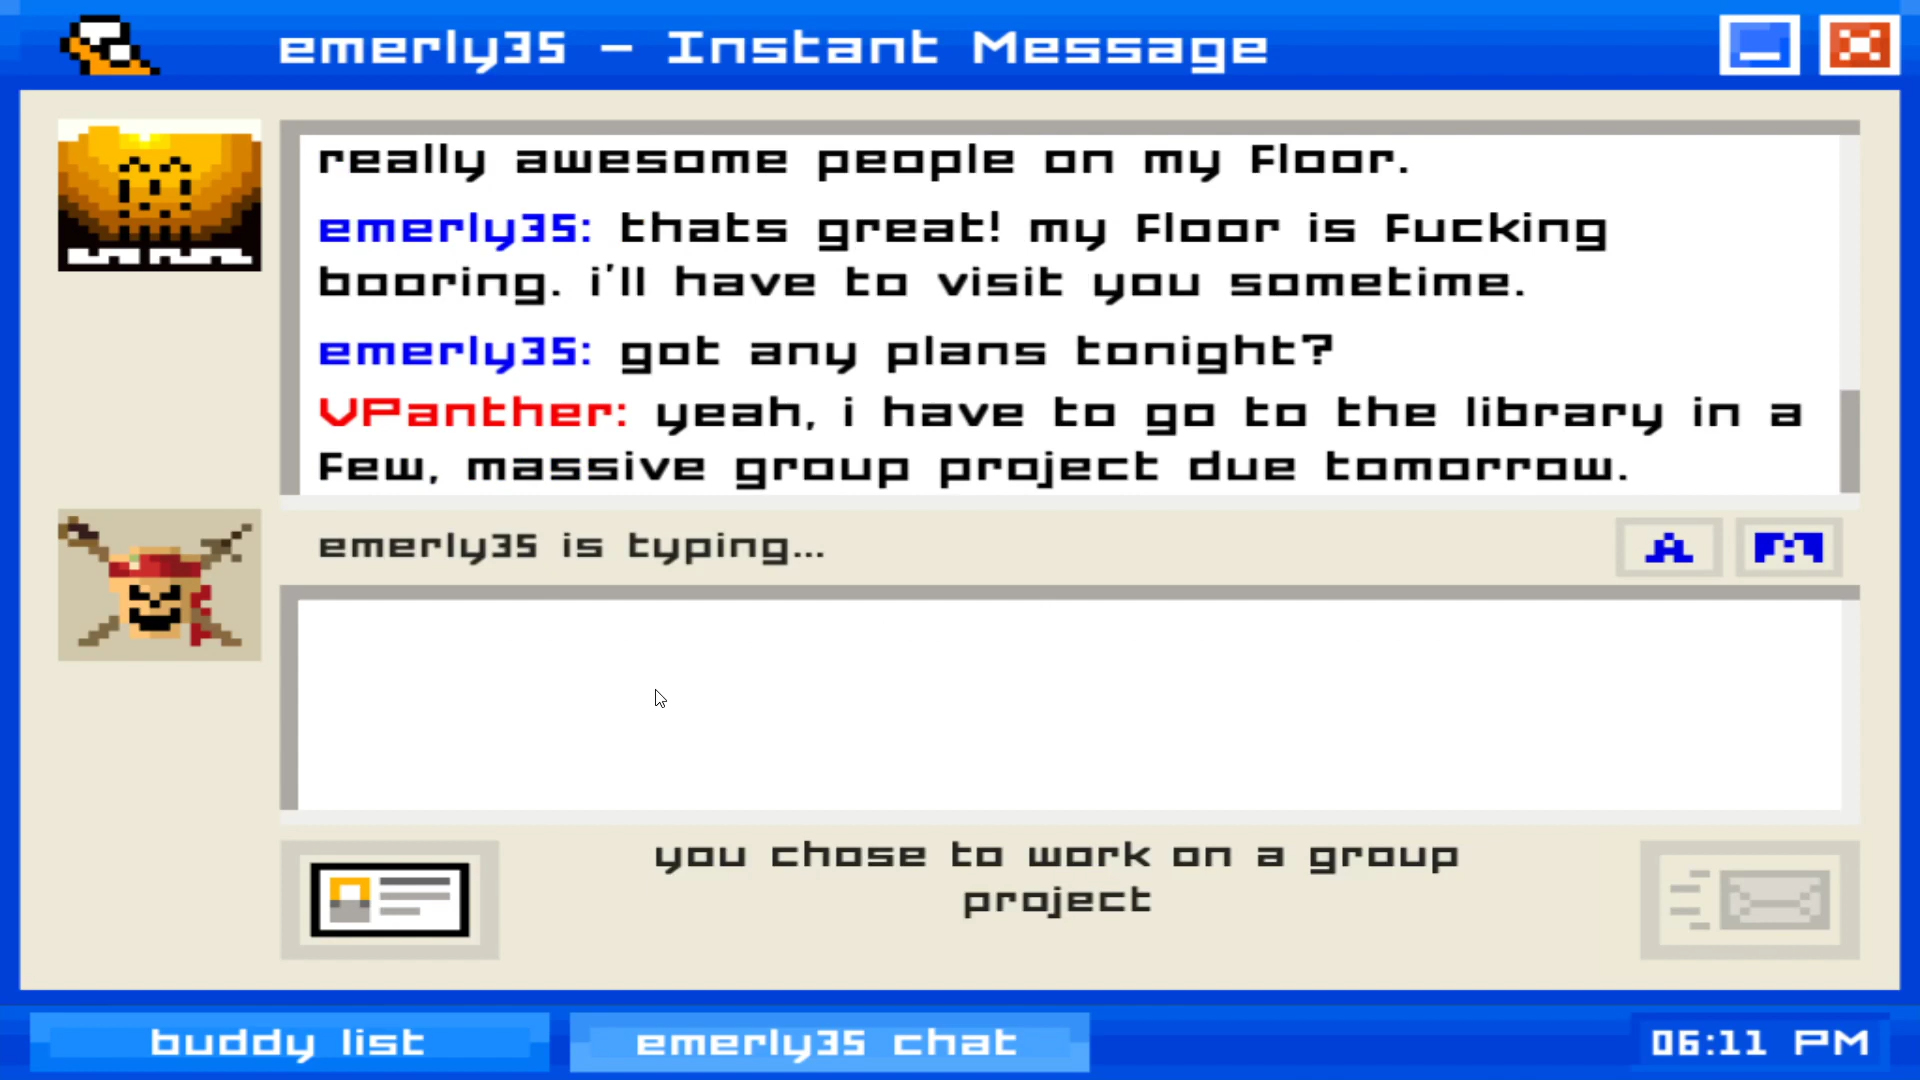 emerly35 - Instant Message
really awesome people on my floor.
emerly35: thats great! my floor is fucking
booring. i'll have to visit you sometime.
emerly35: got any plans tonight?
VPanther: yeah, i have to go to the library in a
few, massive group project due tomorrow.
emerly35 is typing...
A
you chose to work on a group
project
buddy list
emerly35 chat
06:11 PM